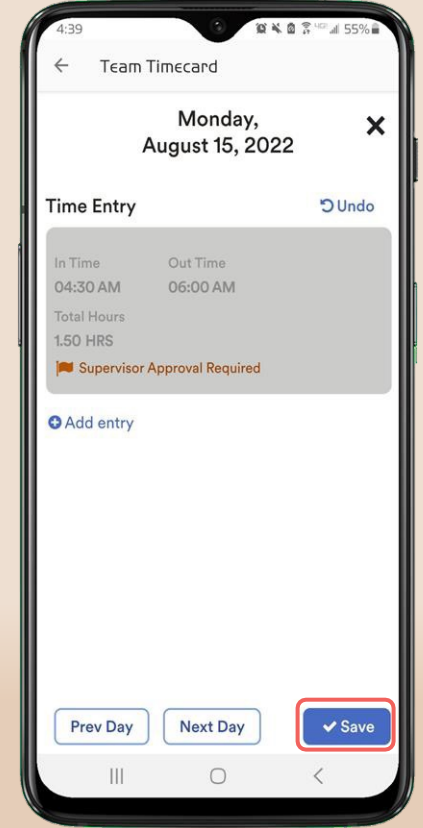 4:39 55%
Team Timecard
Monday,
August 15, 2022
Time Entry Undo
In Time Out Time
04:30 AM 06:00 AM
Total Hours
1.50 HRS
Supervisor Approval Required
Add entry
Prev Day Next Day Save